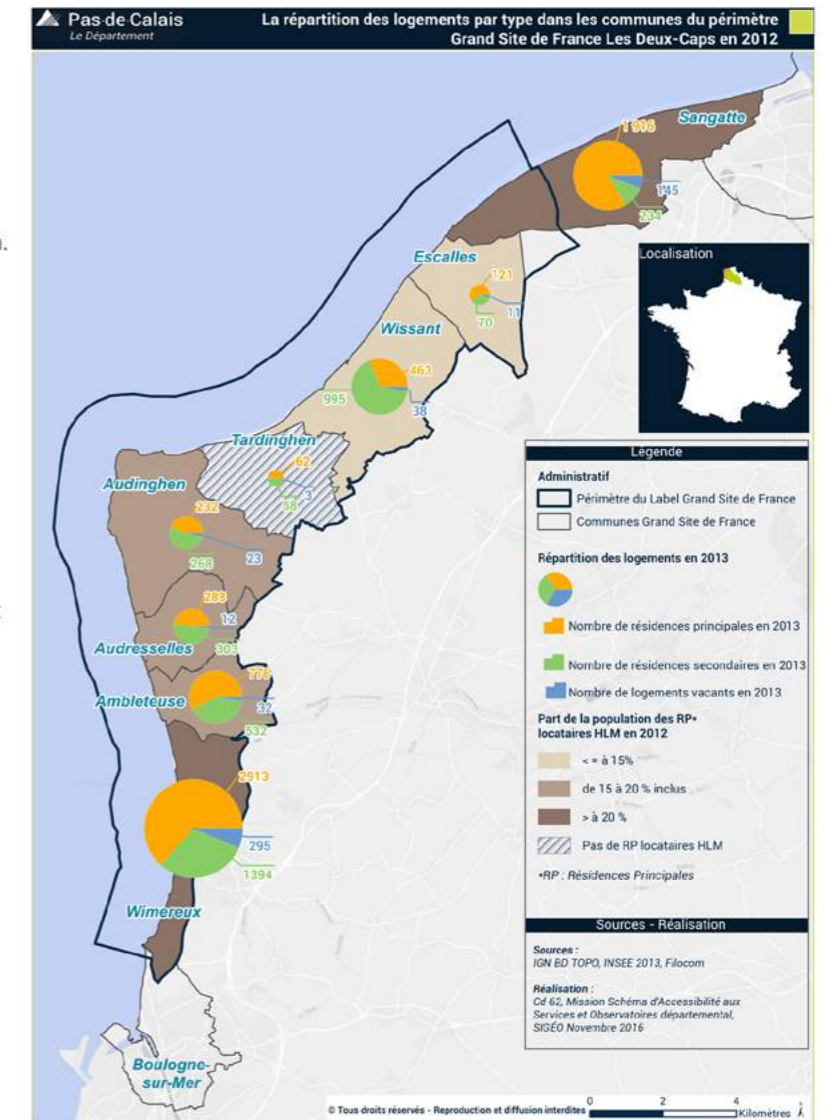 Pas-de-Calais
Le Département
La répartition des logements par type dans les communes du périmètre
Grand Site de France Les Deux-Caps en 2012
Sangatte
1 916
145
234
Localisation
Escalles
121
11
70
Wissant
463
995
38
Tardinghen
62
3
58
Audinghen
232
23
268
288
12
Audresselles
303
776
Ambleteuse
32
532
2913
295
1394
Wimereux
Boulogne-
sur-Mer
Légende
Administratif
Périmètre du Label Grand Site de France
Communes Grand Site de France
Répartition des logements en 2013
Nombre de résidences principales en 2013
Nombre de résidences secondaires en 2013
Nombre de logements vacants en 2013
Part de la population des RP*
locataires HLM en 2012
< = à 15%
de 15 à 20 % inclus
> à 20 %
Pas de RP locataires HLM
*RP : Résidences Principales
Sources - Réalisation
Sources :
IGN BD TOPO, INSEE 2013, Filocom
Réalisation :
Cd 62, Mission Schéma d'Accessibilité aux
Services et Observatoires départemental,
SIGÉO Novembre 2016
© Tous droits réservés - Reproduction et diffusion interdites
0 2 4
Kilomètres